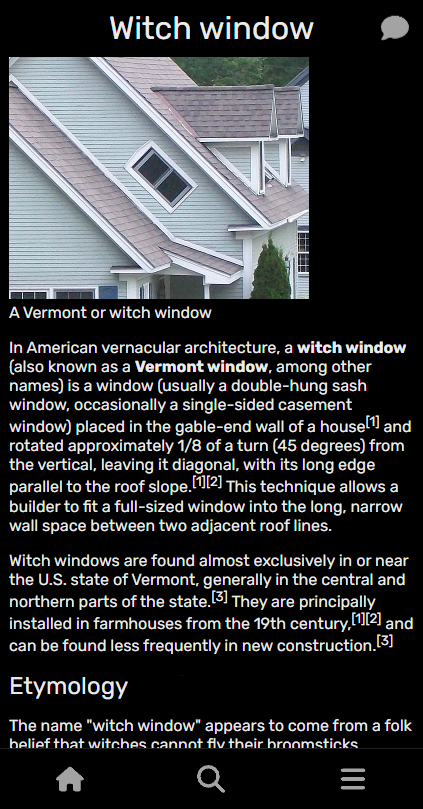 Witch window
A Vermont or witch window
In American vernacular architecture, a witch window
(also known as a Vermont window, among other
names) is a window (usually a double-hung sash
window, occasionally a single-sided casement
window) placed in the gable-end wall of a house[1] and
rotated approximately 1/8 of a turn (45 degrees) from
the vertical, leaving it diagonal, with its long edge
parallel to the roof slope.[1][2] This technique allows a
builder to fit a full-sized window into the long, narrow
wall space between two adjacent roof lines.
Witch windows are found almost exclusively in or near
the U.S. state of Vermont, generally in the central and
northern parts of the state.[3] They are principally
installed in farmhouses from the 19th century,[1][2] and
can be found less frequently in new construction.[3]
Etymology
The name "witch window" appears to come from a folk
belief that witches cannot fly their broomsticks